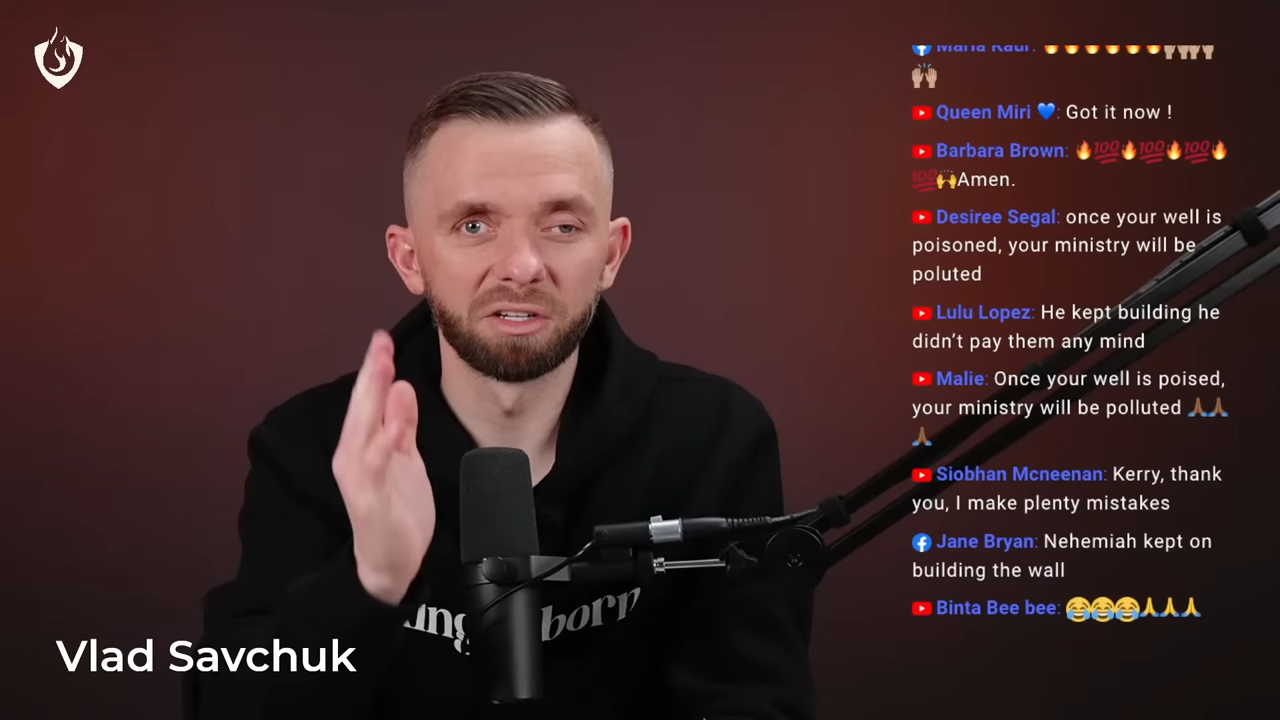 Maria Kaur: 🔥🔥🔥🔥🔥🔥🙌🏼🙌🏼
🙌🏼
Queen Miri 💙: Got it now !
Barbara Brown: 🔥💯🔥💯🔥💯🔥
💯🙌Amen.
Desiree Segal: once your well is
poisoned, your ministry will be
poluted
Lulu Lopez: He kept building he
didn’t pay them any mind
Malie: Once your well is poised,
your ministry will be polluted 🙏🏾🙏🏾
🙏🏾
Siobhan Mcneenan: Kerry, thank
you, I make plenty mistakes
Jane Bryan: Nehemiah kept on
building the wall
Binta Bee bee: 😂😂😂🙏🙏🙏
born
Vlad Savchuk